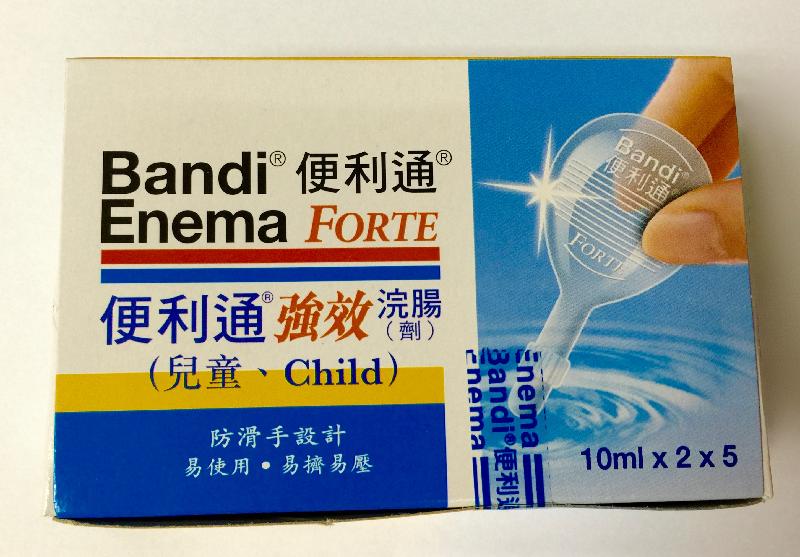 Bandi® 便利通®
Enema FORTE
便利通®強效浣腸
(劑)
(兒童、Child)
防滑手設計
易使用•易擠易壓
Bandi®
便利通®
FORTE
Enema
Bandi®便利
Enema
10ml x 2 x 5